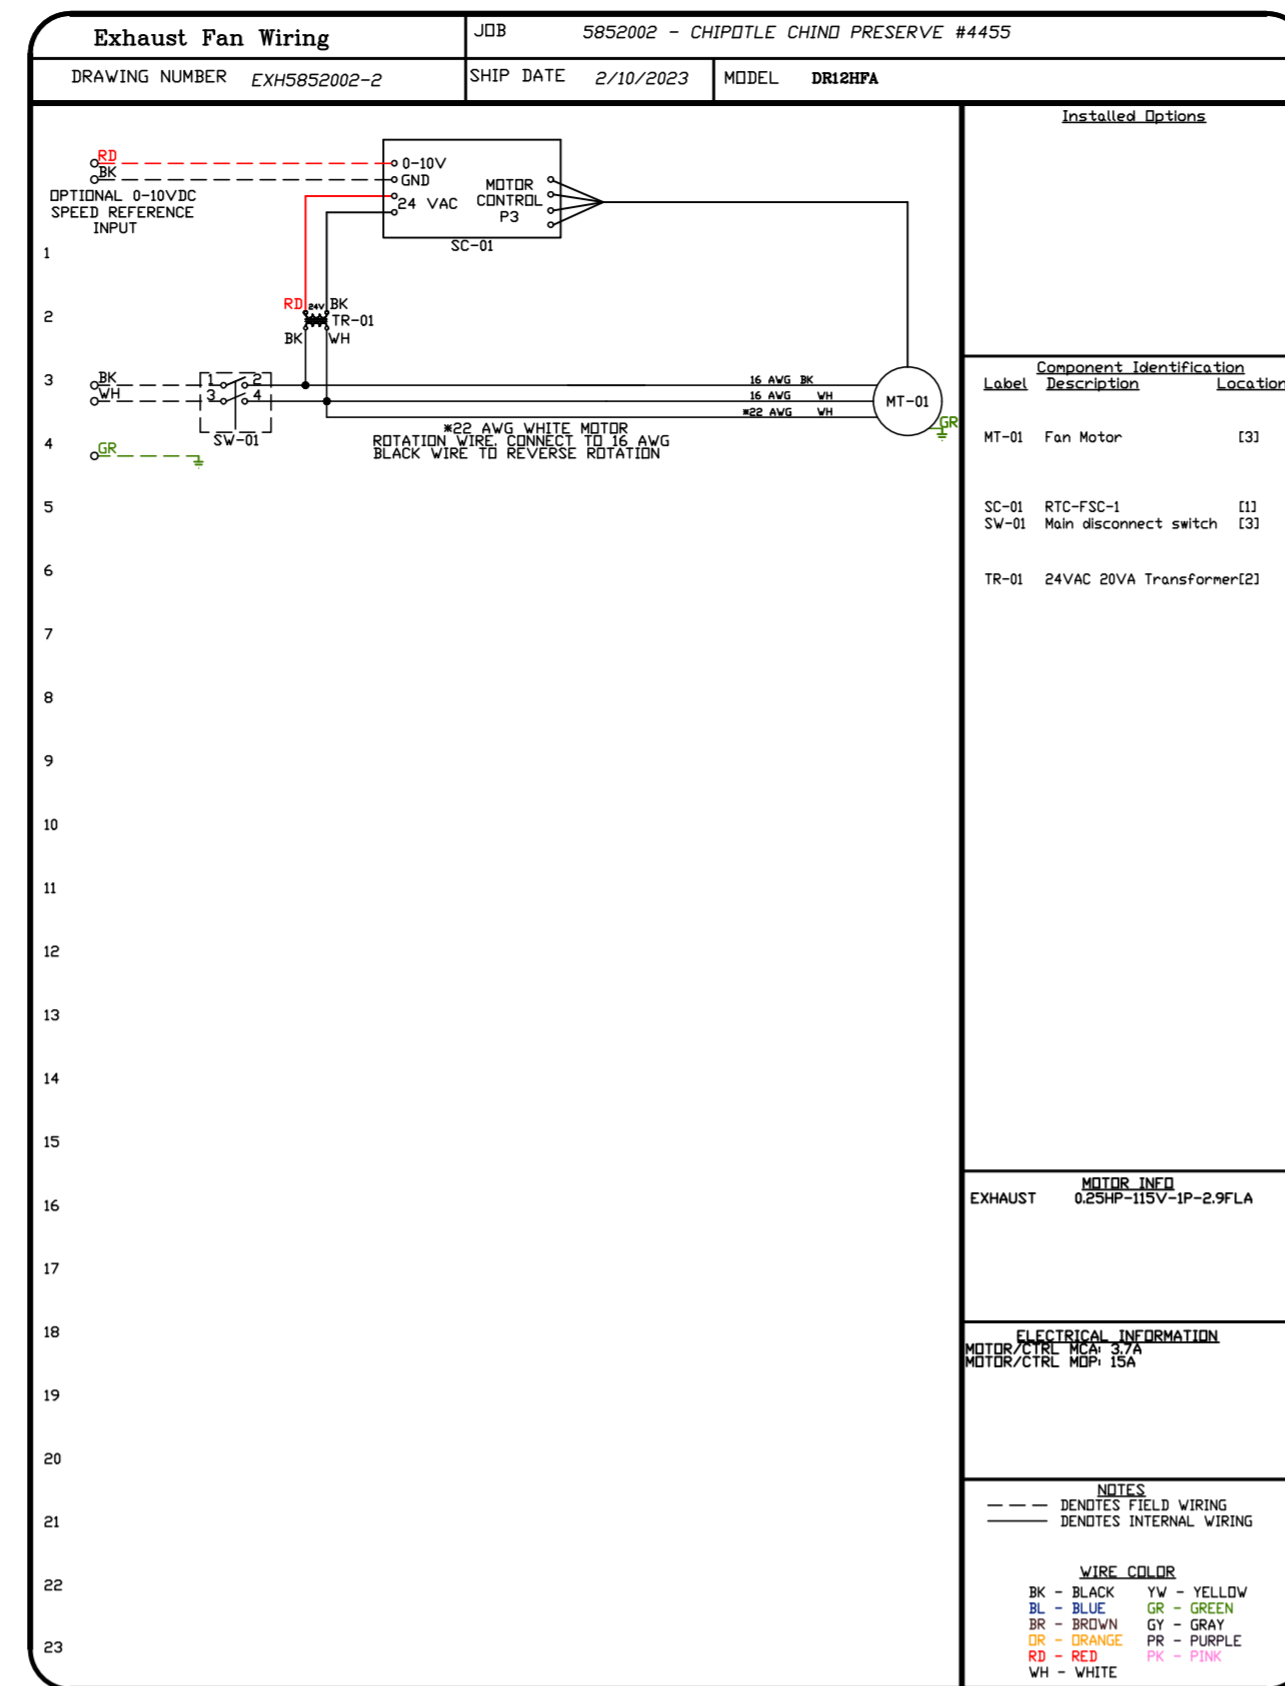 Exhaust Fan Wiring
JOB 5852002 - CHIPOTLE CHINO PRESERVE #4455
DRAWING NUMBER EXH5852002-2
SHIP DATE 2/10/2023
MODEL DR12HFA
Installed Options
RD
BK
OPTIONAL 0-10VDC
SPEED REFERENCE
INPUT
0-10V
GND
24 VAC
MOTOR
CONTROL
P3
SC-01
1
2
RD 24V BK
TR-01
BK WH
3
BK
WH
1 2
3 4
SW-01
16 AWG BK
16 AWG WH
*22 AWG WH
MT-01
GR
*22 AWG WHITE MOTOR
ROTATION WIRE. CONNECT TO 16 AWG
BLACK WIRE TO REVERSE ROTATION
4
GR
5
6
7
8
9
10
11
12
13
14
15
16
17
18
19
20
21
22
23
Component Identification
Label Description Location
MT-01 Fan Motor [3]
SC-01 RTC-FSC-1 [1]
SW-01 Main disconnect switch [3]
TR-01 24VAC 20VA Transformer[2]
MOTOR INFO
EXHAUST 0.25HP-115V-1P-2.9FLA
ELECTRICAL INFORMATION
MOTOR/CTRL MCA: 3.7A
MOTOR/CTRL MOP: 15A
NOTES
DENOTES FIELD WIRING
DENOTES INTERNAL WIRING
WIRE COLOR
BK - BLACK YW - YELLOW
BL - BLUE GR - GREEN
BR - BROWN GY - GRAY
OR - ORANGE PR - PURPLE
RD - RED PK - PINK
WH - WHITE